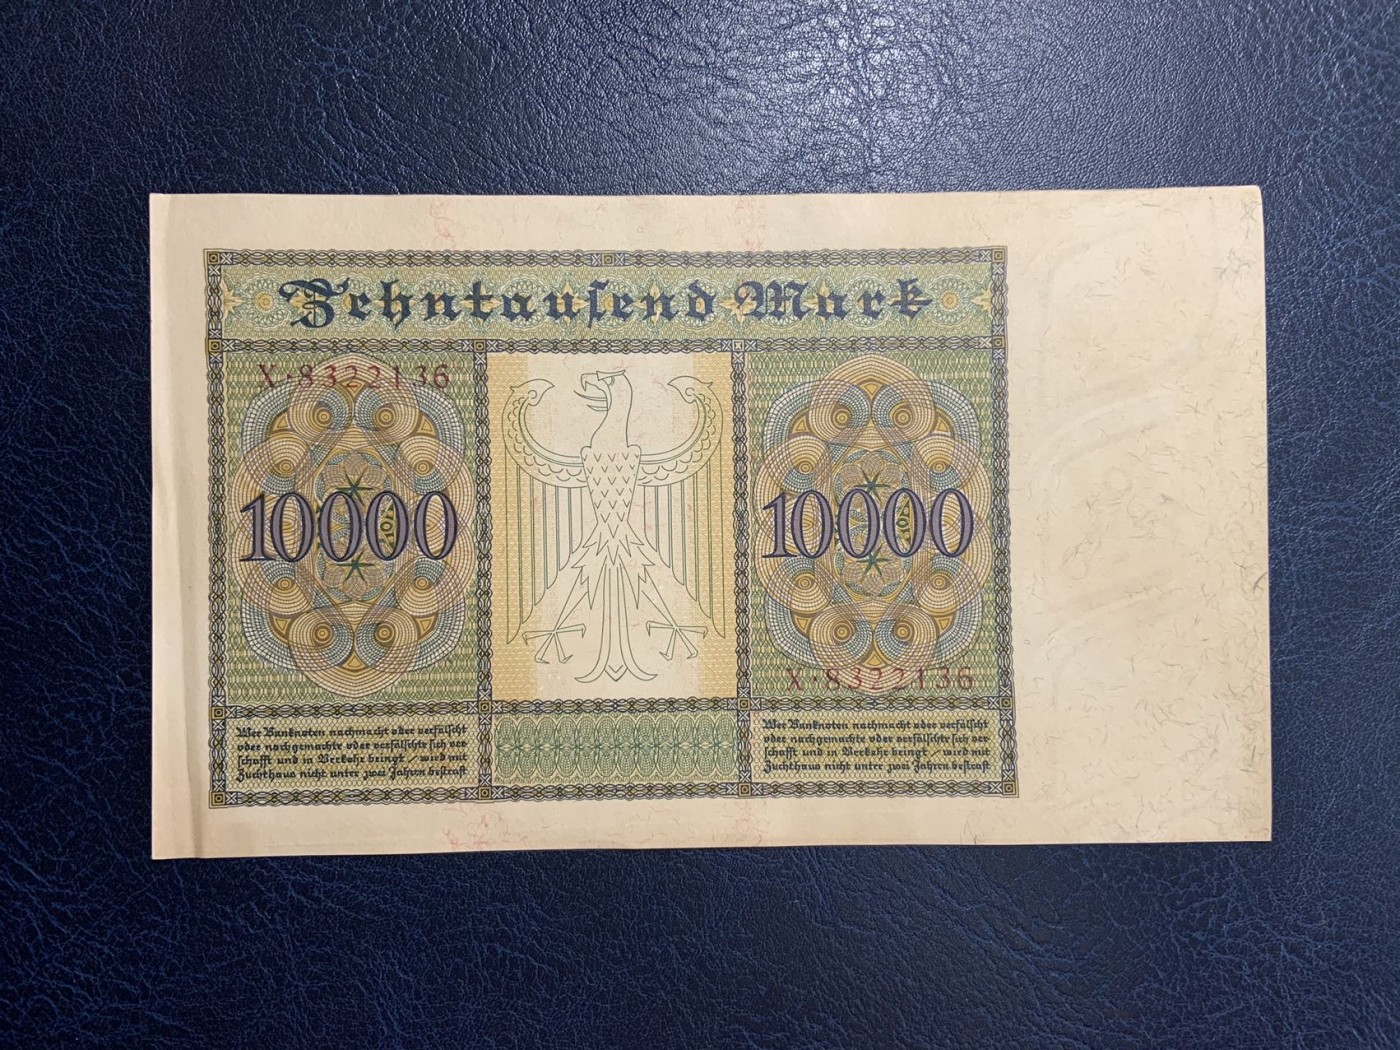 Zehntausend Mark
X·8322136
10000
10000
X·8322136
Wer Banknoten nachmacht oder verfälscht
oder nachgemachte oder verfälschte sich ver-
schafft und in Verkehr bringt, wird mit
Zuchthaus nicht unter zwei Jahren bestraft
Wer Banknoten nachmacht oder verfälscht
oder nachgemachte oder verfälschte sich ver-
schafft und in Verkehr bringt, wird mit
Zuchthaus nicht unter zwei Jahren bestraft